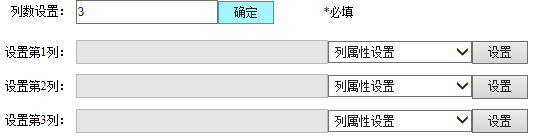 列数设置： 3 确定 *必填
设置第1列： 列属性设置 设置
设置第2列： 列属性设置 设置
设置第3列： 列属性设置 设置